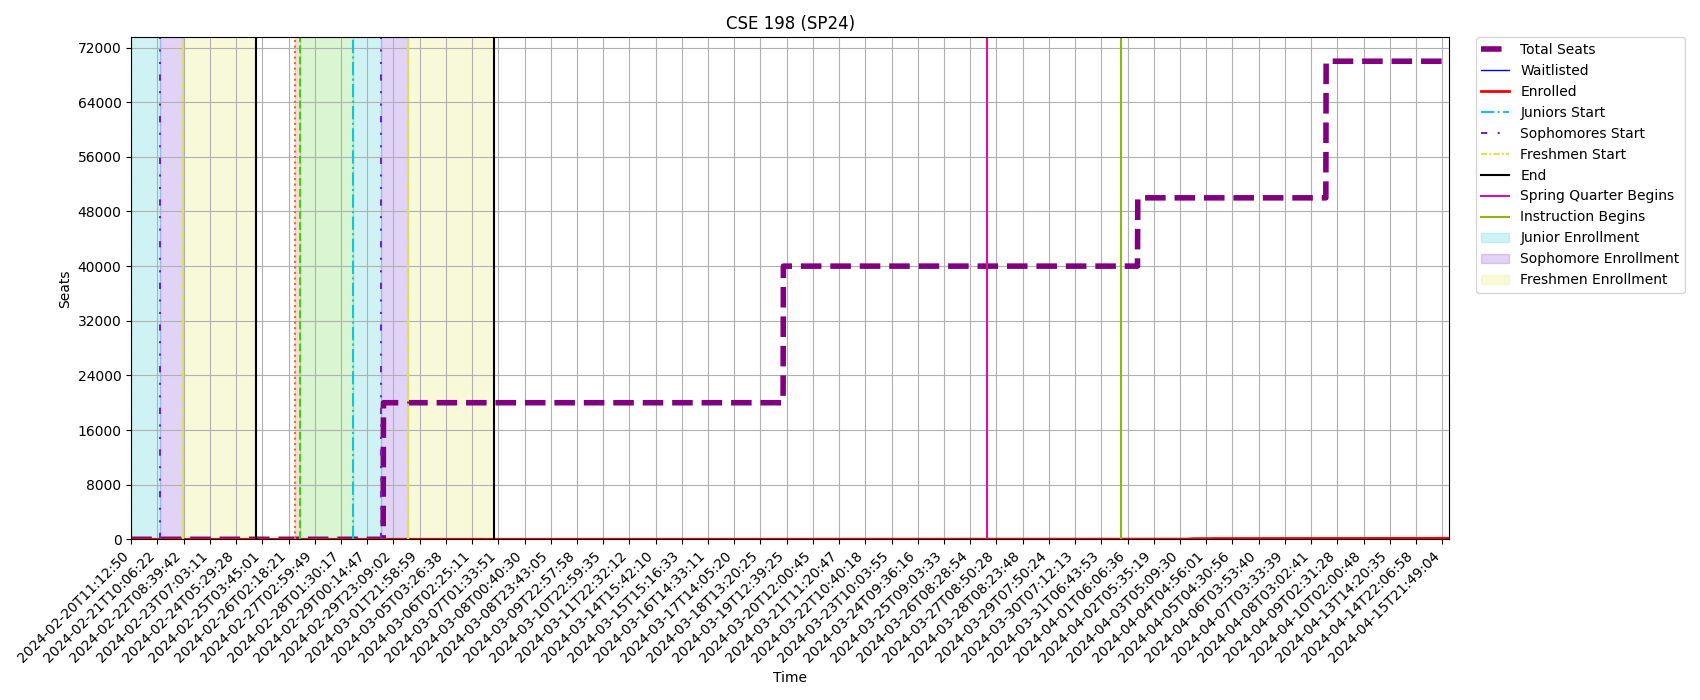 CSE 198 (SP24)
72000
64000
56000
48000
40000
32000
24000
16000
8000
0
Seats
2024-02-20T11:12:50
2024-02-21T10:06:22
2024-02-22T08:39:42
2024-02-23T07:03:11
2024-02-24T05:29:28
2024-02-25T03:45:01
2024-02-26T02:18:21
2024-02-27T02:59:49
2024-02-28T01:30:17
2024-02-29T00:14:47
2024-02-29T23:09:02
2024-03-01T21:58:59
2024-03-05T03:26:38
2024-03-06T02:25:11
2024-03-07T01:33:51
2024-03-08T00:40:30
2024-03-08T23:43:05
2024-03-09T22:57:58
2024-03-10T22:59:35
2024-03-11T22:32:12
2024-03-14T15:42:10
2024-03-15T15:16:33
2024-03-16T14:33:11
2024-03-17T14:05:20
2024-03-18T13:20:25
2024-03-19T12:39:25
2024-03-20T12:00:45
2024-03-21T11:20:47
2024-03-22T10:40:18
2024-03-23T10:03:55
2024-03-24T09:36:16
2024-03-25T09:03:33
2024-03-26T08:28:54
2024-03-27T08:50:28
2024-03-28T08:23:48
2024-03-29T07:50:24
2024-03-30T07:12:13
2024-03-31T06:43:53
2024-04-01T06:06:36
2024-04-02T05:35:19
2024-04-03T05:09:30
2024-04-04T04:56:01
2024-04-05T04:30:56
2024-04-06T03:53:40
2024-04-07T03:33:39
2024-04-08T03:02:41
2024-04-09T02:31:28
2024-04-10T02:00:48
2024-04-13T14:20:35
2024-04-14T22:06:58
2024-04-15T21:49:04
Time
Total Seats
Waitlisted
Enrolled
Juniors Start
Sophomores Start
Freshmen Start
End
Spring Quarter Begins
Instruction Begins
Junior Enrollment
Sophomore Enrollment
Freshmen Enrollment